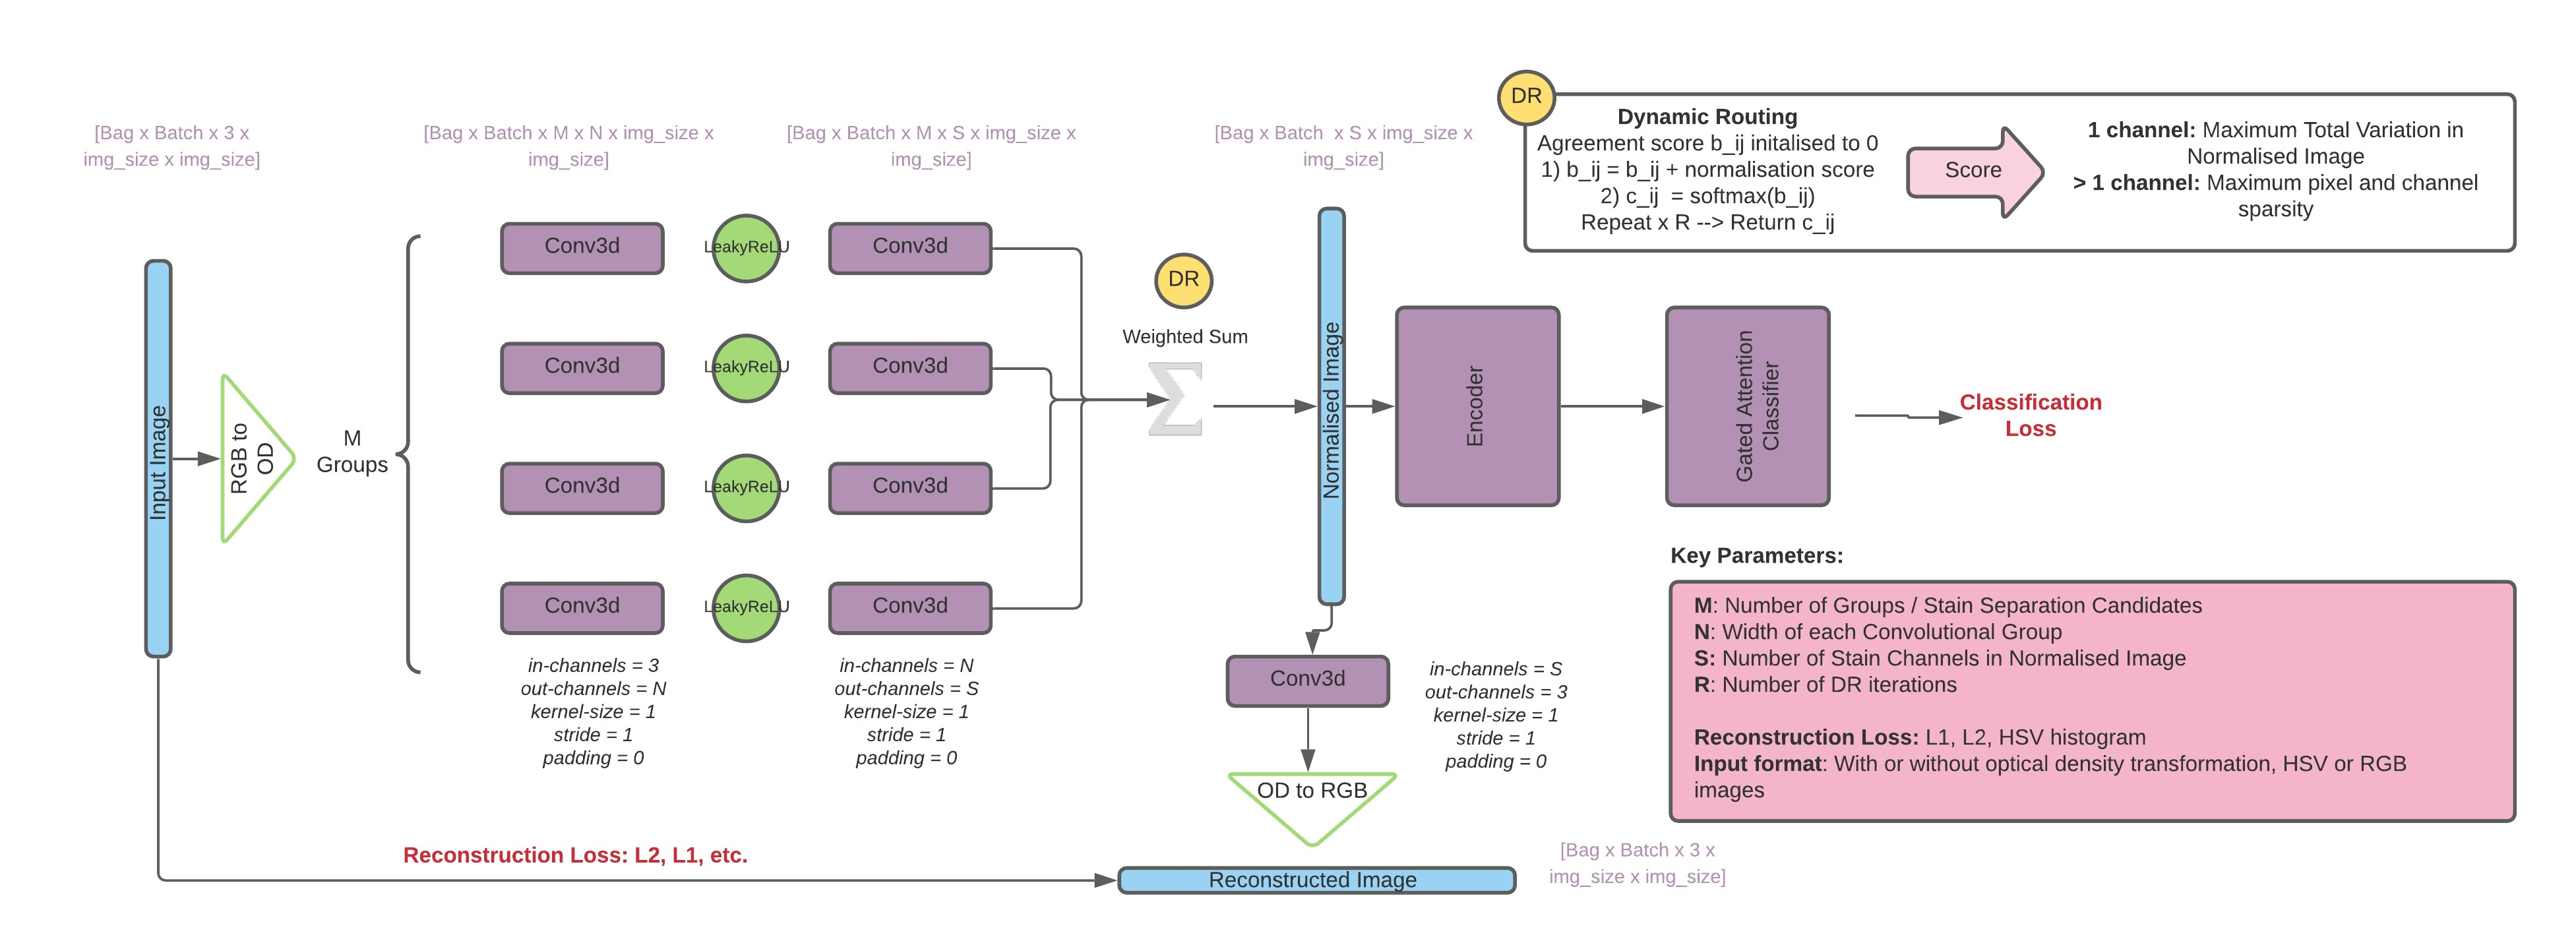 DR
Dynamic Routing
Agreement score b_ij initalised to 0
1) b_ij = b_ij + normalisation score
2) c_ij  = softmax(b_ij)
Repeat x R --> Return c_ij
Score
1 channel: Maximum Total Variation in
Normalised Image
> 1 channel: Maximum pixel and channel
sparsity
[Bag x Batch x 3 x
img_size x img_size]
[Bag x Batch x M x N x img_size x
img_size]
[Bag x Batch x M x S x img_size x
img_size]
[Bag x Batch  x S x img_size x
img_size]
Input Image
RGB to
OD
M
Groups
Conv3d
LeakyReLU
Conv3d
Conv3d
LeakyReLU
Conv3d
Conv3d
LeakyReLU
Conv3d
Conv3d
LeakyReLU
Conv3d
in-channels = 3
out-channels = N
kernel-size = 1
stride = 1
padding = 0
in-channels = N
out-channels = S
kernel-size = 1
stride = 1
padding = 0
DR
Weighted Sum
Σ
Normalised Image
Encoder
Gated Attention
Classifier
Classification
Loss
Conv3d
in-channels = S
out-channels = 3
kernel-size = 1
stride = 1
padding = 0
OD to RGB
Reconstruction Loss: L2, L1, etc.
Reconstructed Image
[Bag x Batch x 3 x
img_size x img_size]
Key Parameters:
M: Number of Groups / Stain Separation Candidates
N: Width of each Convolutional Group
S: Number of Stain Channels in Normalised Image
R: Number of DR iterations
Reconstruction Loss: L1, L2, HSV histogram
Input format: With or without optical density transformation, HSV or RGB
images